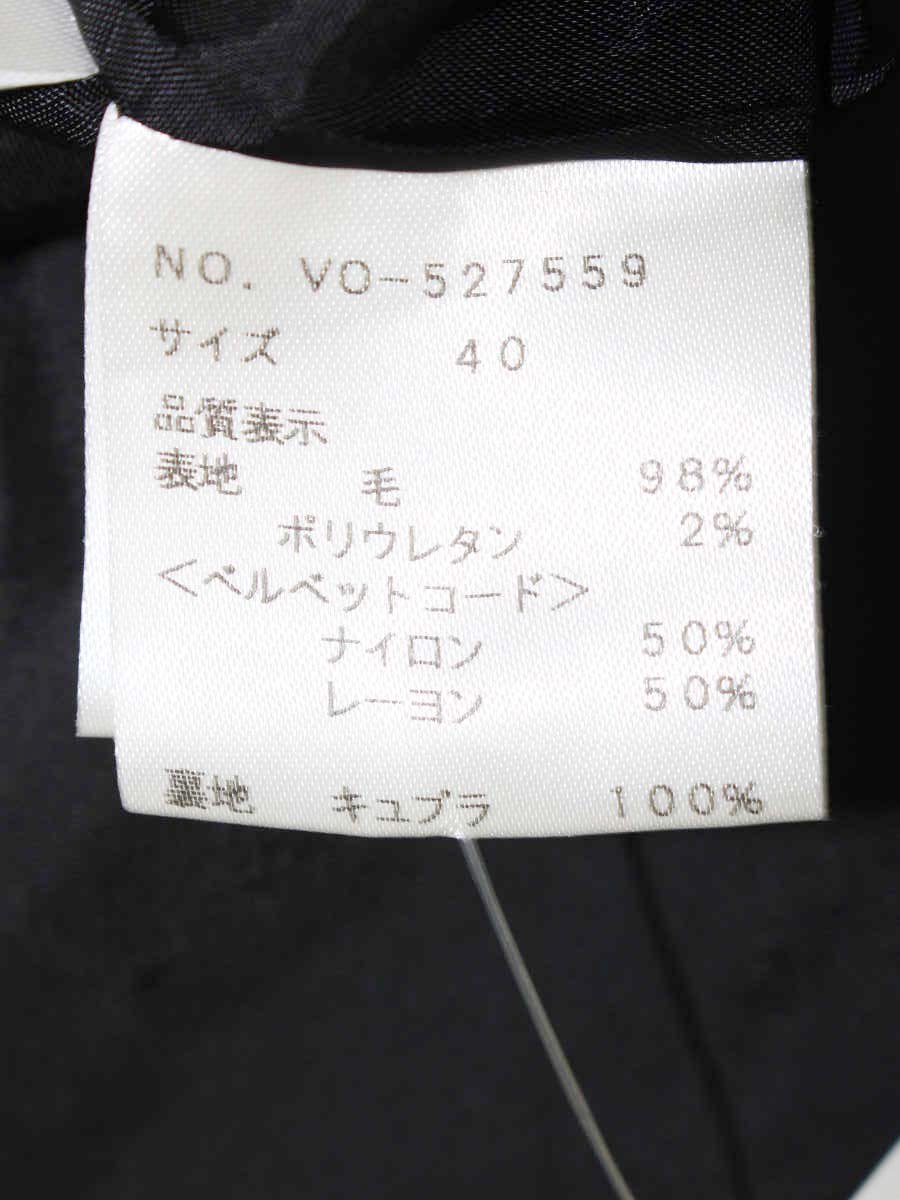 NO. VO-527559
サイズ 40
品質表示
表地 毛 98%
ポリウレタン 2%
<ベルベットコード>
ナイロン 50%
レーヨン 50%
裏地 キュプラ 100%